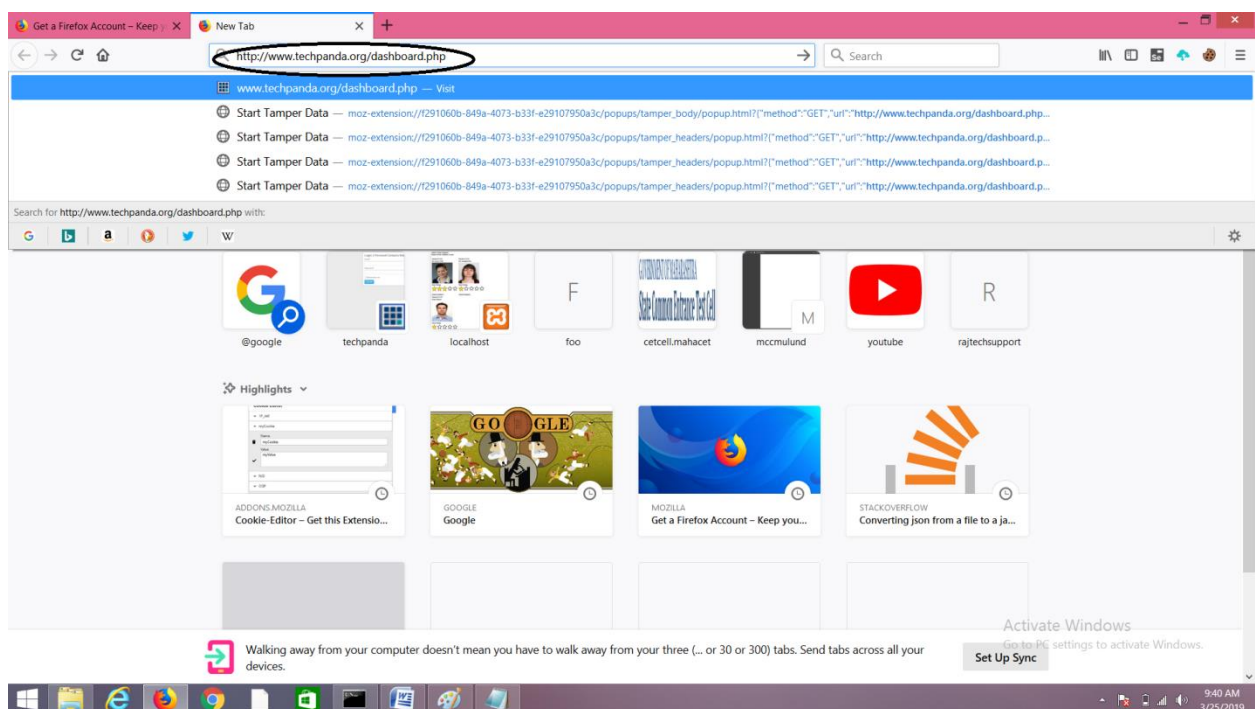 Get a Firefox Account – Keep y
New Tab
http://www.techpanda.org/dashboard.php
Search
www.techpanda.org/dashboard.php — Visit
Start Tamper Data — moz-extension://f291060b-849a-4073-b33f-e29107950a3c/popups/tamper_body/popup.html?{"method":"GET","url":"http://www.techpanda.org/dashboard.php...
Start Tamper Data — moz-extension://f291060b-849a-4073-b33f-e29107950a3c/popups/tamper_headers/popup.html?{"method":"GET","url":"http://www.techpanda.org/dashboard.p...
Start Tamper Data — moz-extension://f291060b-849a-4073-b33f-e29107950a3c/popups/tamper_headers/popup.html?{"method":"GET","url":"http://www.techpanda.org/dashboard.p...
Start Tamper Data — moz-extension://f291060b-849a-4073-b33f-e29107950a3c/popups/tamper_headers/popup.html?{"method":"GET","url":"http://www.techpanda.org/dashboard.p...
Search for http://www.techpanda.org/dashboard.php with:
GOVERNMENT OF MAHARASHTRA
State Common Entrance Test Cell
F
M
R
@google
techpanda
localhost
foo
cetcell.mahacet
mccmulund
youtube
rajtechsupport
Highlights
GOOGLE
ADDONS.MOZILLA
Cookie-Editor – Get this Extensio...
GOOGLE
Google
MOZILLA
Get a Firefox Account – Keep you...
STACKOVERFLOW
Converting json from a file to a ja...
Activate Windows
Go to PC settings to activate Windows.
Walking away from your computer doesn't mean you have to walk away from your three (... or 30 or 300) tabs. Send tabs across all your
devices.
Set Up Sync
9:40 AM
3/25/2019